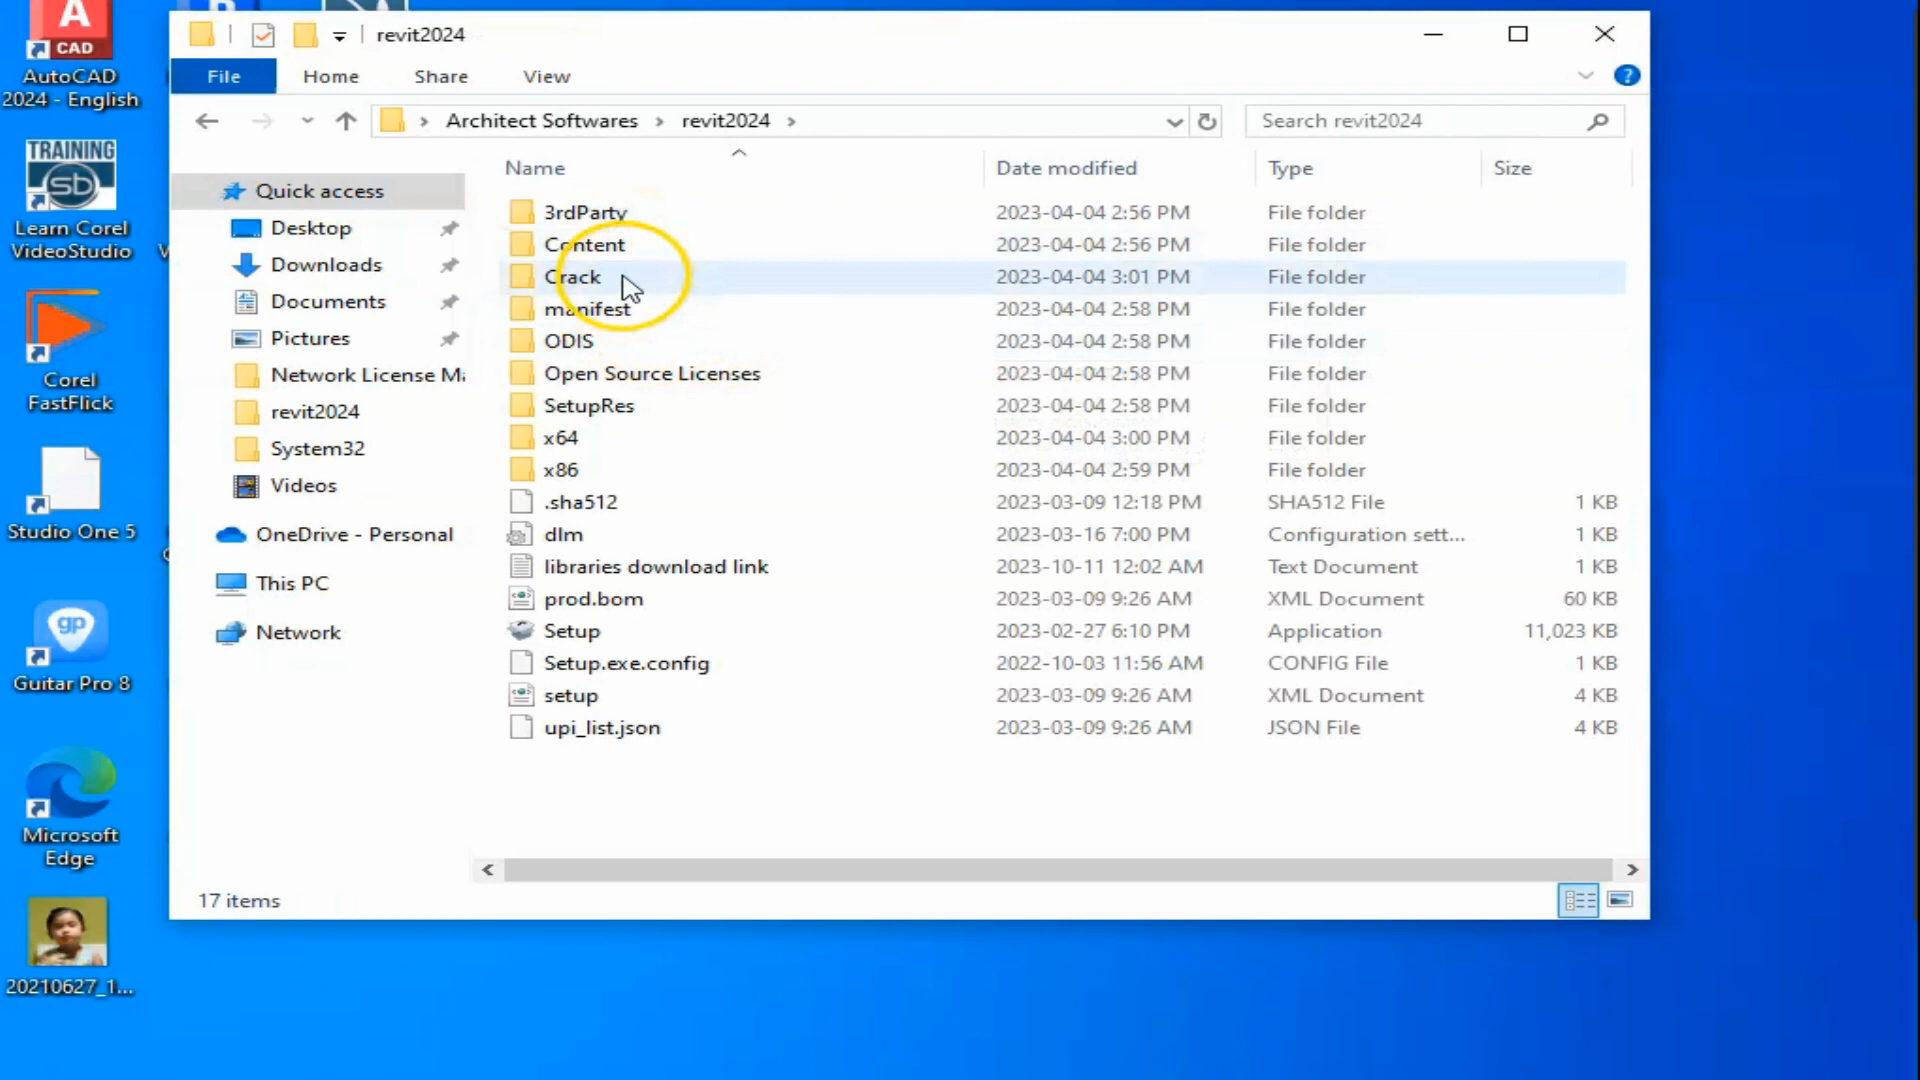 A
CAD
AutoCAD
2024 - English
TRAINING
sb
Learn Corel
VideoStudio
Corel
FastFlick
Studio One 5
gp
Guitar Pro 8
Microsoft
Edge
20210627_1...
revit2024
File Home Share View
?
Architect Softwares > revit2024 >
Search revit2024
Name Date modified Type Size
Quick access
Desktop
Downloads
Documents
Pictures
Network License Ma
revit2024
System32
Videos
OneDrive - Personal
This PC
Network
3rdParty 2023-04-04 2:56 PM File folder
Content 2023-04-04 2:56 PM File folder
Crack 2023-04-04 3:01 PM File folder
manifest 2023-04-04 2:58 PM File folder
ODIS 2023-04-04 2:58 PM File folder
Open Source Licenses 2023-04-04 2:58 PM File folder
SetupRes 2023-04-04 2:58 PM File folder
x64 2023-04-04 3:00 PM File folder
x86 2023-04-04 2:59 PM File folder
.sha512 2023-03-09 12:18 PM SHA512 File 1 KB
dlm 2023-03-16 7:00 PM Configuration sett... 1 KB
libraries download link 2023-10-11 12:02 AM Text Document 1 KB
prod.bom 2023-03-09 9:26 AM XML Document 60 KB
Setup 2023-02-27 6:10 PM Application 11,023 KB
Setup.exe.config 2022-10-03 11:56 AM CONFIG File 1 KB
setup 2023-03-09 9:26 AM XML Document 4 KB
upi_list.json 2023-03-09 9:26 AM JSON File 4 KB
17 items